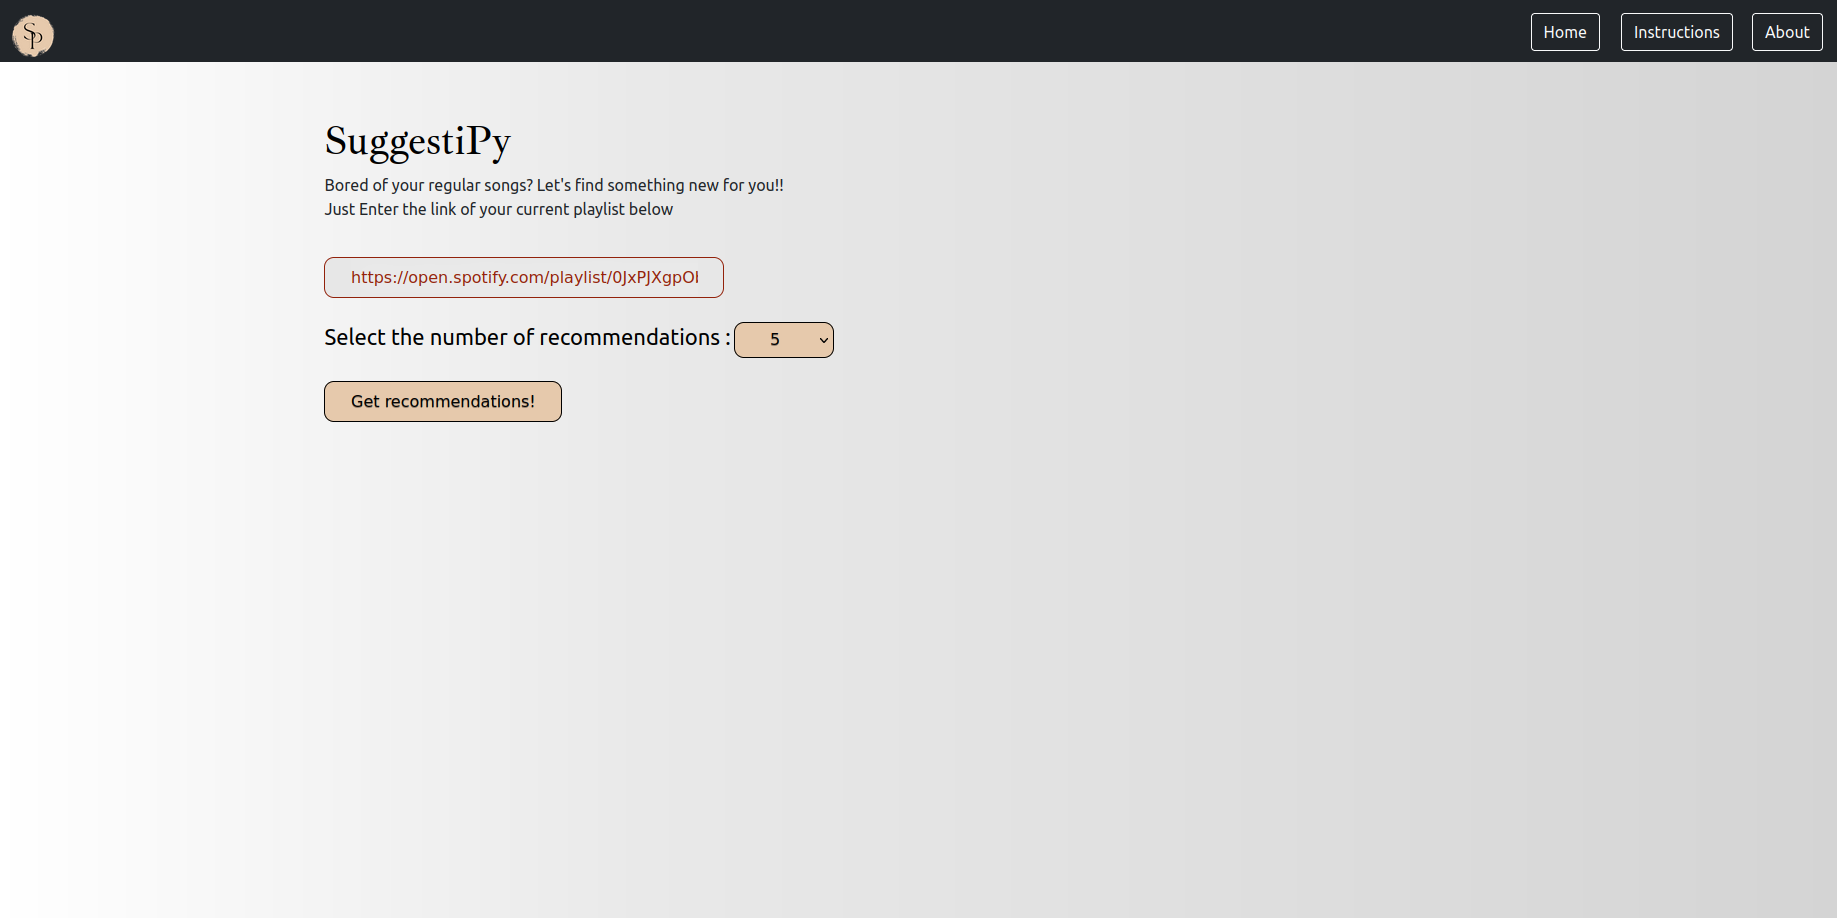 SP
Home Instructions About
SuggestiPy
Bored of your regular songs? Let's find something new for you!!
Just Enter the link of your current playlist below
https://open.spotify.com/playlist/0JxPJXgpOI
Select the number of recommendations : 5
Get recommendations!